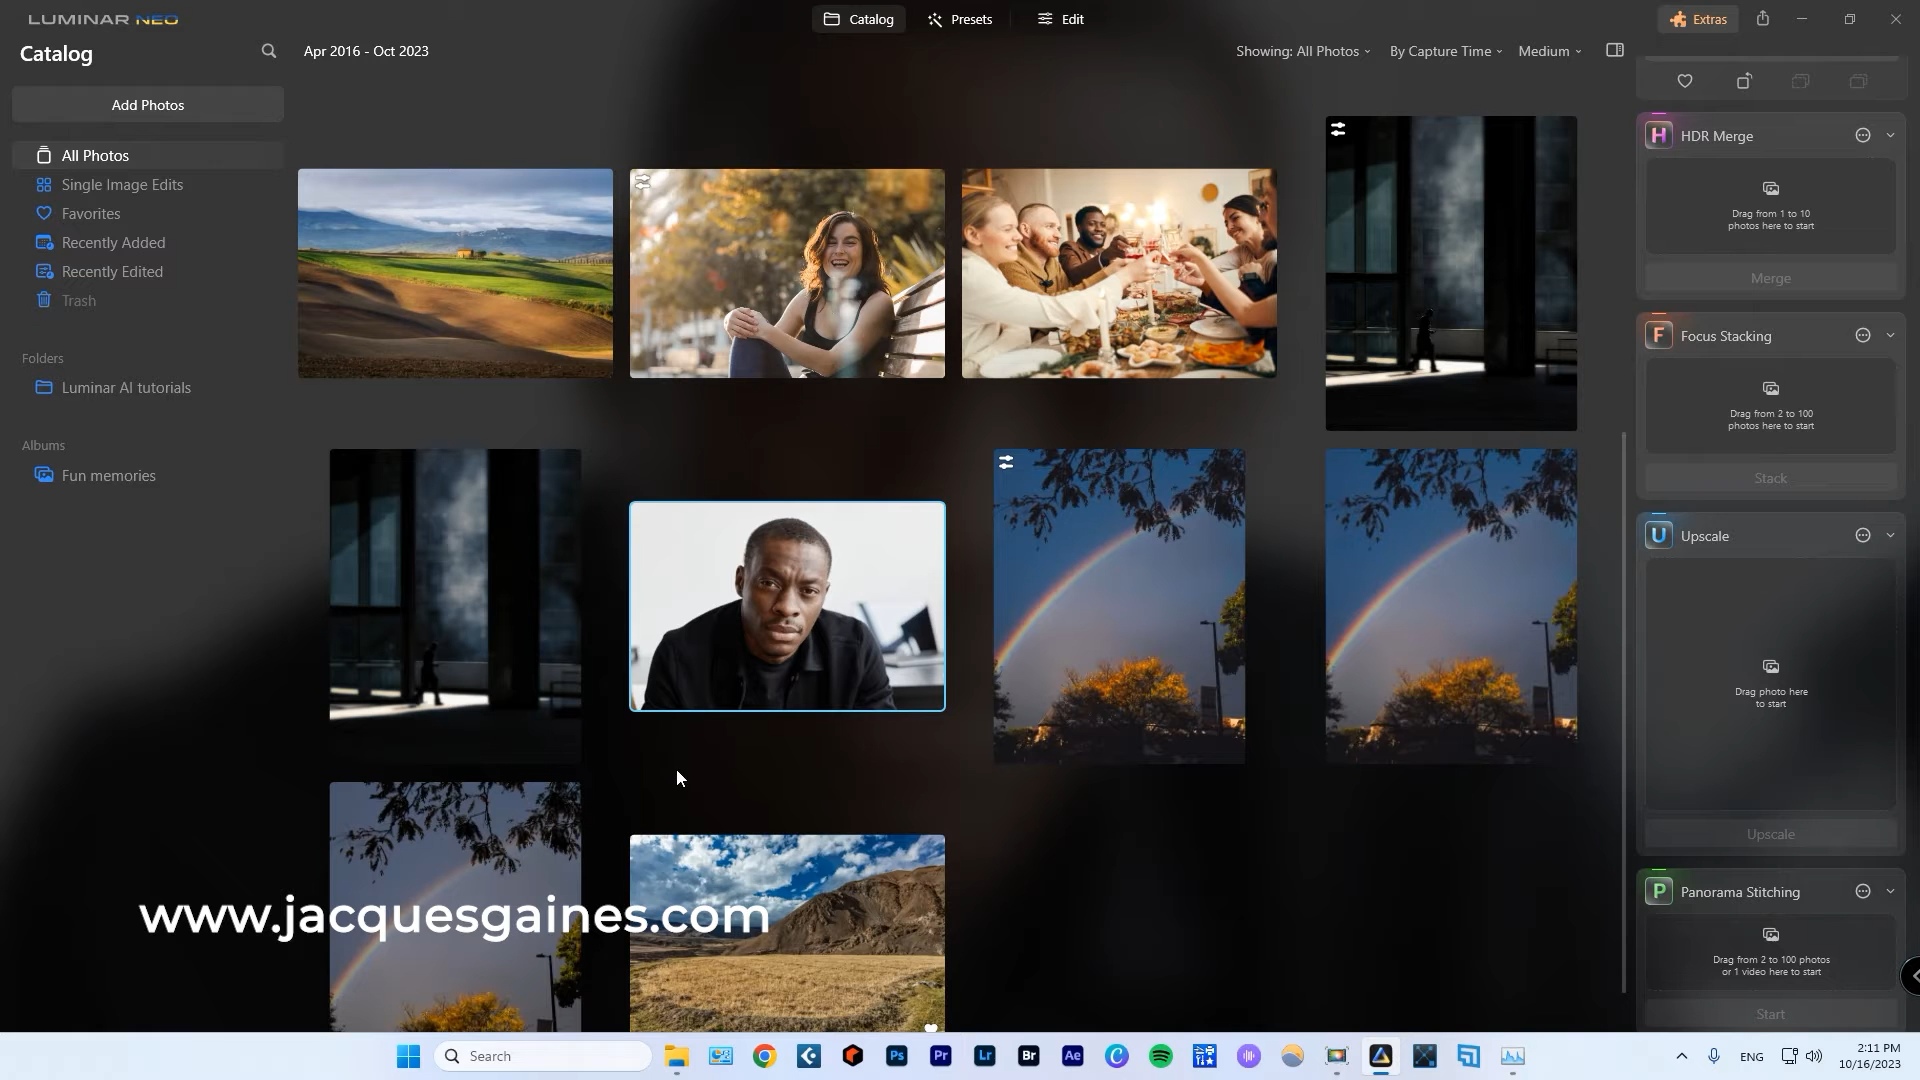 LUMINAR NEO
Catalog
Presets
Edit
Extras
Catalog
Apr 2016 - Oct 2023
Showing: All Photos
By Capture Time
Medium
Add Photos
All Photos
Single Image Edits
Favorites
Recently Added
Recently Edited
Trash
Folders
Luminar AI tutorials
Albums
Fun memories
H HDR Merge
Drag from 1 to 10
photos here to start
Merge
F Focus Stacking
Drag from 2 to 100
photos here to start
Stack
U Upscale
Drag photo here
to start
Upscale
P Panorama Stitching
Drag from 2 to 100 photos
or 1 video here to start
Start
www.jacquesgaines.com
Search
Ps
Pr
Lr
Br
Ae
ENG
2:11 PM
10/16/2023